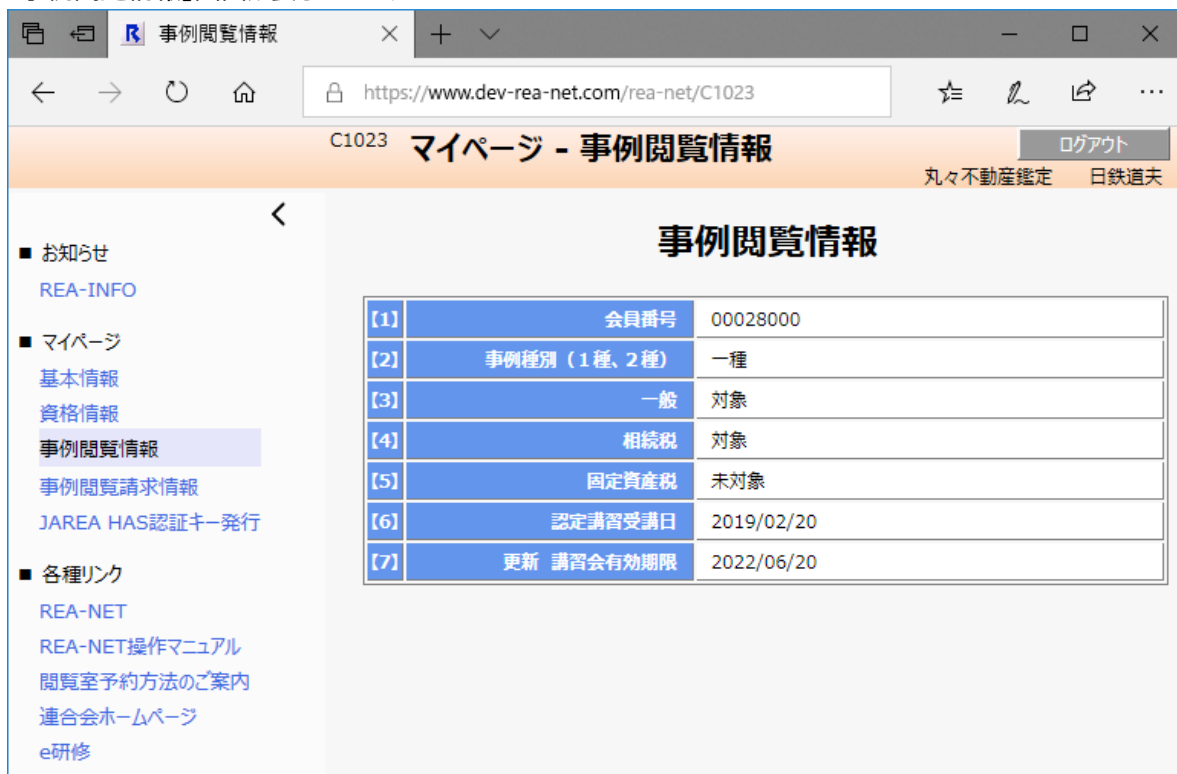 事例閲覧情報
https://www.dev-rea-net.com/rea-net/C1023
C1023 マイページ - 事例閲覧情報
ログアウト
丸々不動産鑑定 日鉄道夫
■ お知らせ
REA-INFO
■ マイページ
基本情報
資格情報
事例閲覧情報
事例閲覧請求情報
JAREA HAS認証キー発行
■ 各種リンク
REA-NET
REA-NET操作マニュアル
閲覧室予約方法のご案内
連合会ホームページ
e研修
事例閲覧情報
【1】 会員番号 00028000
【2】 事例種別（１種、２種） 一種
【3】 一般 対象
【4】 相続税 対象
【5】 固定資産税 未対象
【6】 認定講習受講日 2019/02/20
【7】 更新 講習会有効期限 2022/06/20